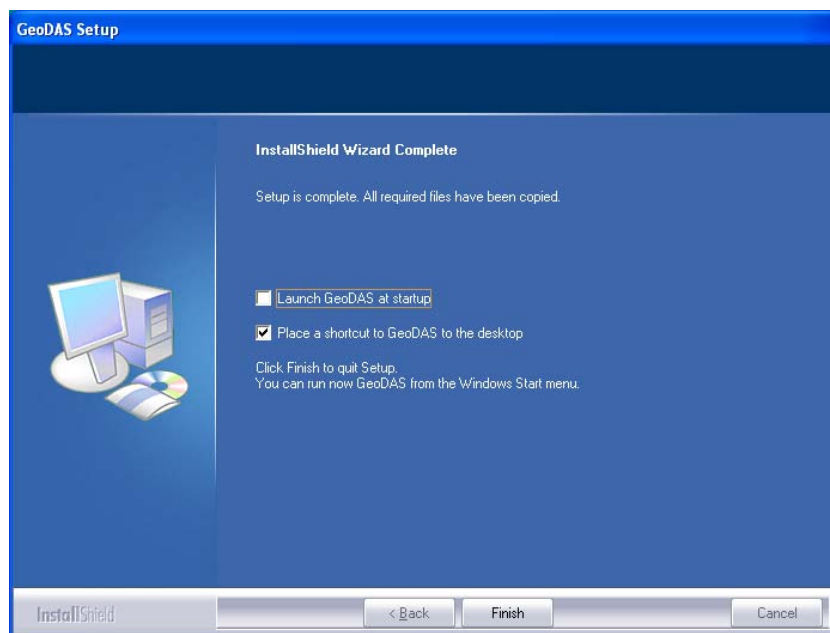 GeoDAS Setup
InstallShield Wizard Complete
Setup is complete. All required files have been copied.
Launch GeoDAS at startup
Place a shortcut to GeoDAS to the desktop
Click Finish to quit Setup.
You can run now GeoDAS from the Windows Start menu.
InstallShield
< Back
Finish
Cancel